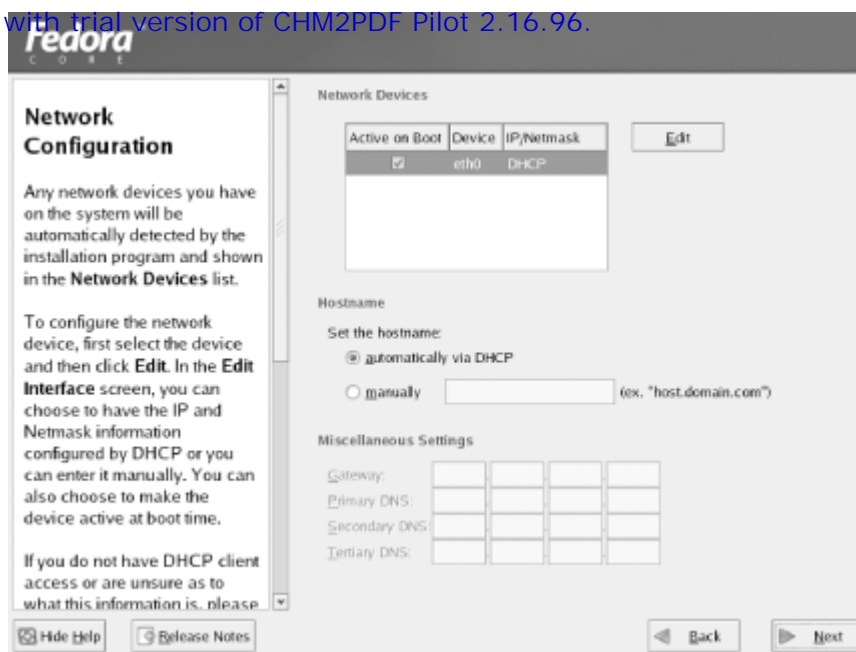 with trial version of CHM2PDF Pilot 2.16.96.
Fedora
CORE
Network
Configuration
Any network devices you have
on the system will be
automatically detected by the
installation program and shown
in the Network Devices list.
To configure the network
device, first select the device
and then click Edit. In the Edit
Interface screen, you can
choose to have the IP and
Netmask information
configured by DHCP or you
can enter it manually. You can
also choose to make the
device active at boot time.
If you do not have DHCP client
access or are unsure as to
what this information is, please
Network Devices
Active on Boot Device IP/Netmask
eth0 DHCP
Edit
Hostname
Set the hostname:
automatically via DHCP
manually (ex. "host.domain.com")
Miscellaneous Settings
Gateway:
Primary DNS:
Secondary DNS:
Tertiary DNS:
Hide Help
Release Notes
Back
Next